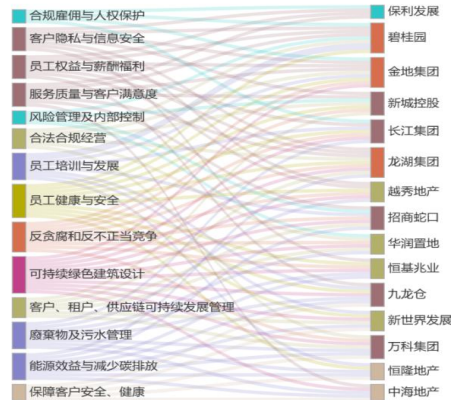 合规雇佣与人权保护
客户隐私与信息安全
员工权益与薪酬福利
服务质量与客户满意度
风险管理及内部控制
合法合规经营
员工培训与发展
员工健康与安全
反贪腐和反不正当竞争
可持续绿色建筑设计
客户、租户、供应链可持续发展管理
廢棄物及污水管理
能源效益与减少碳排放
保障客户安全、健康
保利发展
碧桂园
金地集团
新城控股
长江集团
龙湖集团
越秀地产
招商蛇口
华润置地
恒基兆业
九龙仓
新世界发展
万科集团
恒隆地产
中海地产